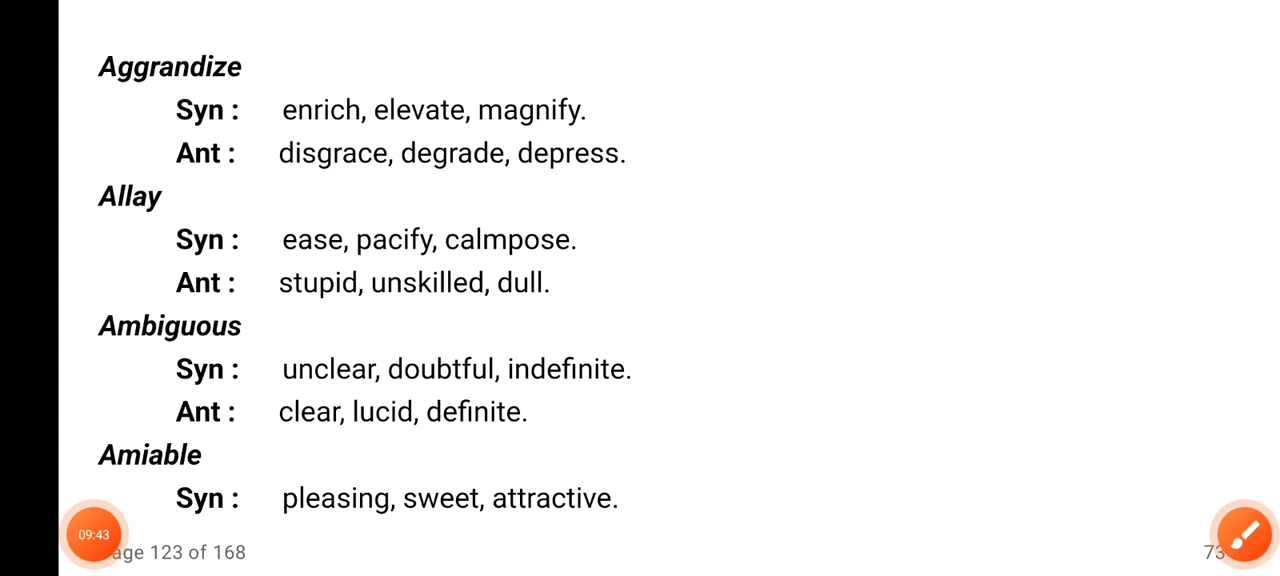 Aggrandize
Syn : enrich, elevate, magnify.
Ant : disgrace, degrade, depress.
Allay
Syn : ease, pacify, calmpose.
Ant : stupid, unskilled, dull.
Ambiguous
Syn : unclear, doubtful, indefinite.
Ant : clear, lucid, definite.
Amiable
Syn : pleasing, sweet, attractive.
09:43
age 123 of 168
73